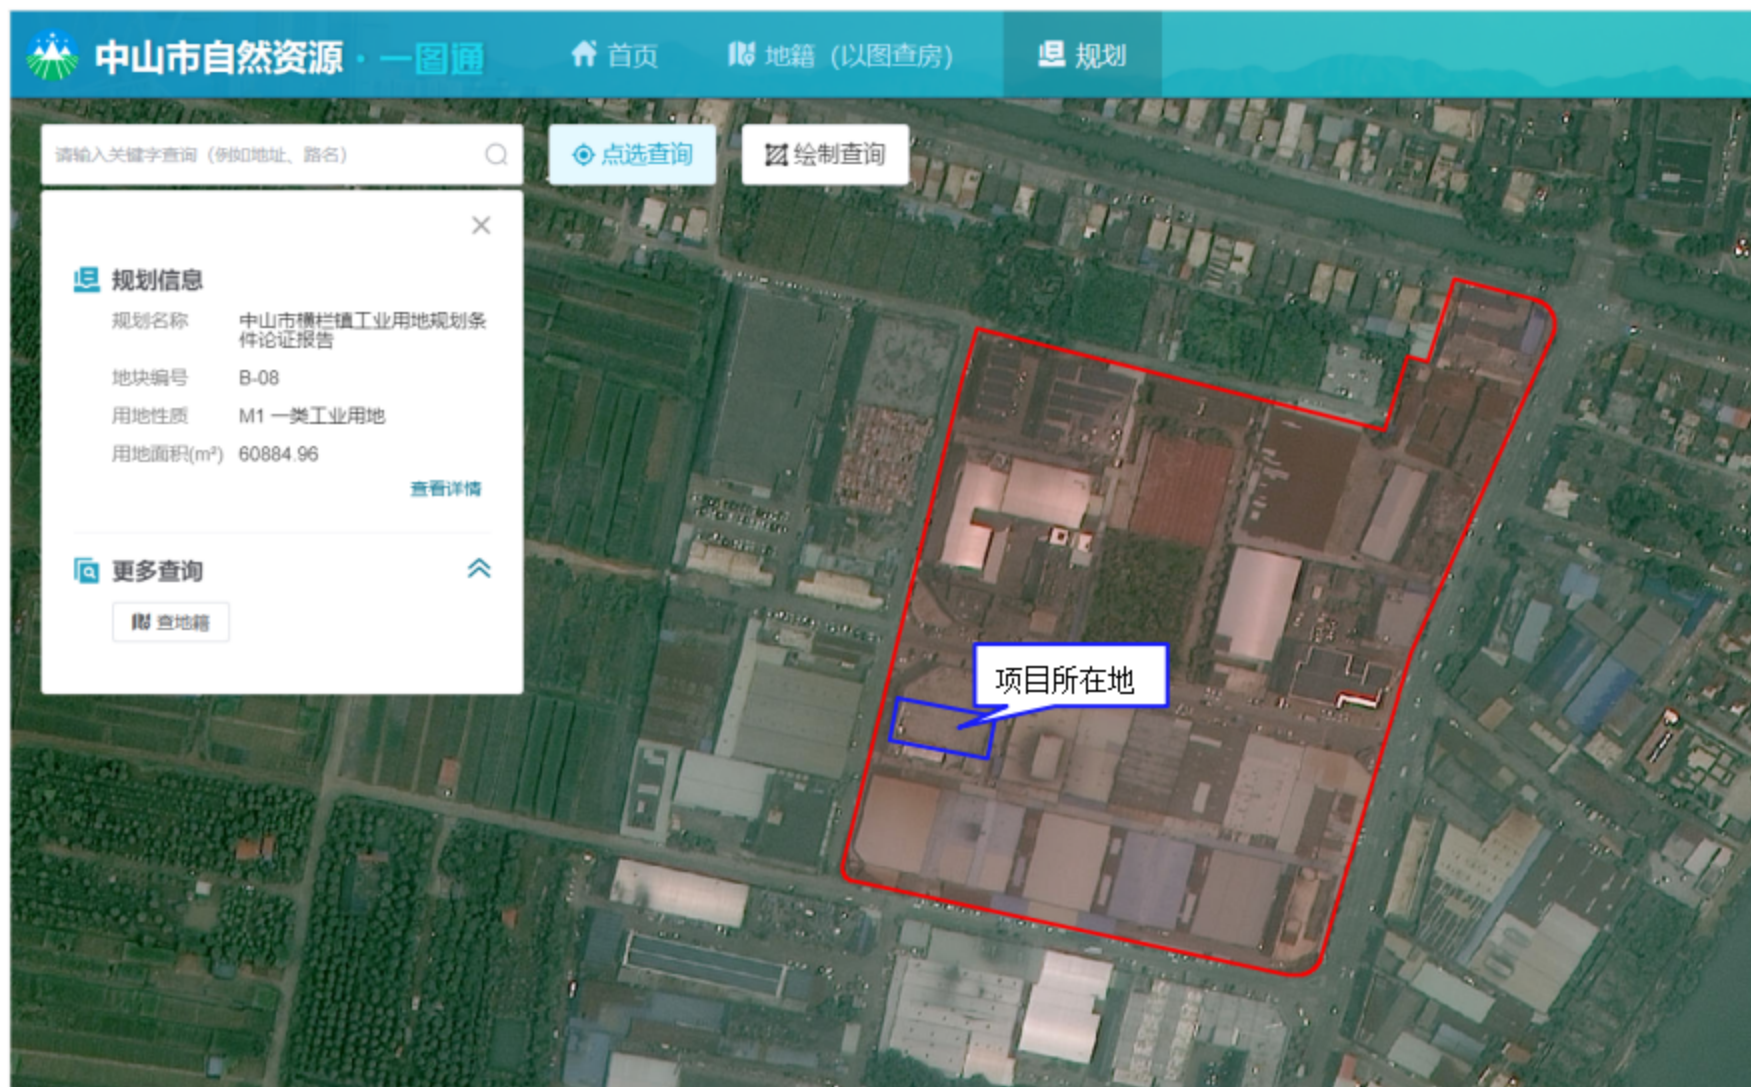 中山市自然资源·一图通
首页
地籍（以图查房）
规划
请输入关键字查询（例如地址、路名）
点选查询
绘制查询
规划信息
规划名称 中山市横栏镇工业用地规划条
件论证报告
地块编号 B-08
用地性质 M1 一类工业用地
用地面积(m²) 60884.96
查看详情
更多查询
查地籍
项目所在地